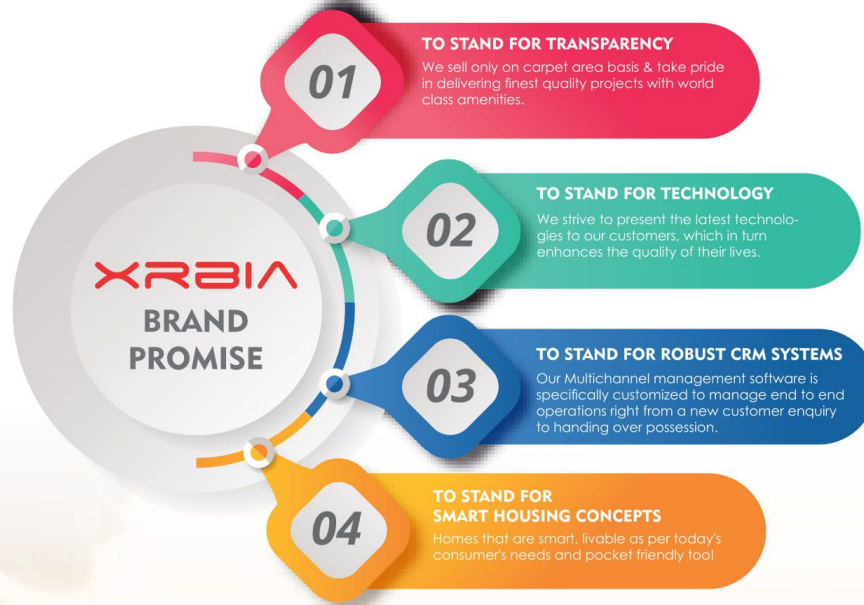 XRBIA
BRAND
PROMISE
01
TO STAND FOR TRANSPARENCY
We sell only on carpet area basis & take pride
in delivering finest quality projects with world
class amenities.
02
TO STAND FOR TECHNOLOGY
We strive to present the latest technolo-
gies to our customers, which in turn
enhances the quality of their lives.
03
TO STAND FOR ROBUST CRM SYSTEMS
Our Multichannel management software is
specifically customized to manage end to end
operations right from a new customer enquiry
to handing over possession.
04
TO STAND FOR
SMART HOUSING CONCEPTS
Homes that are smart, livable as per today's
consumer's needs and pocket friendly too!